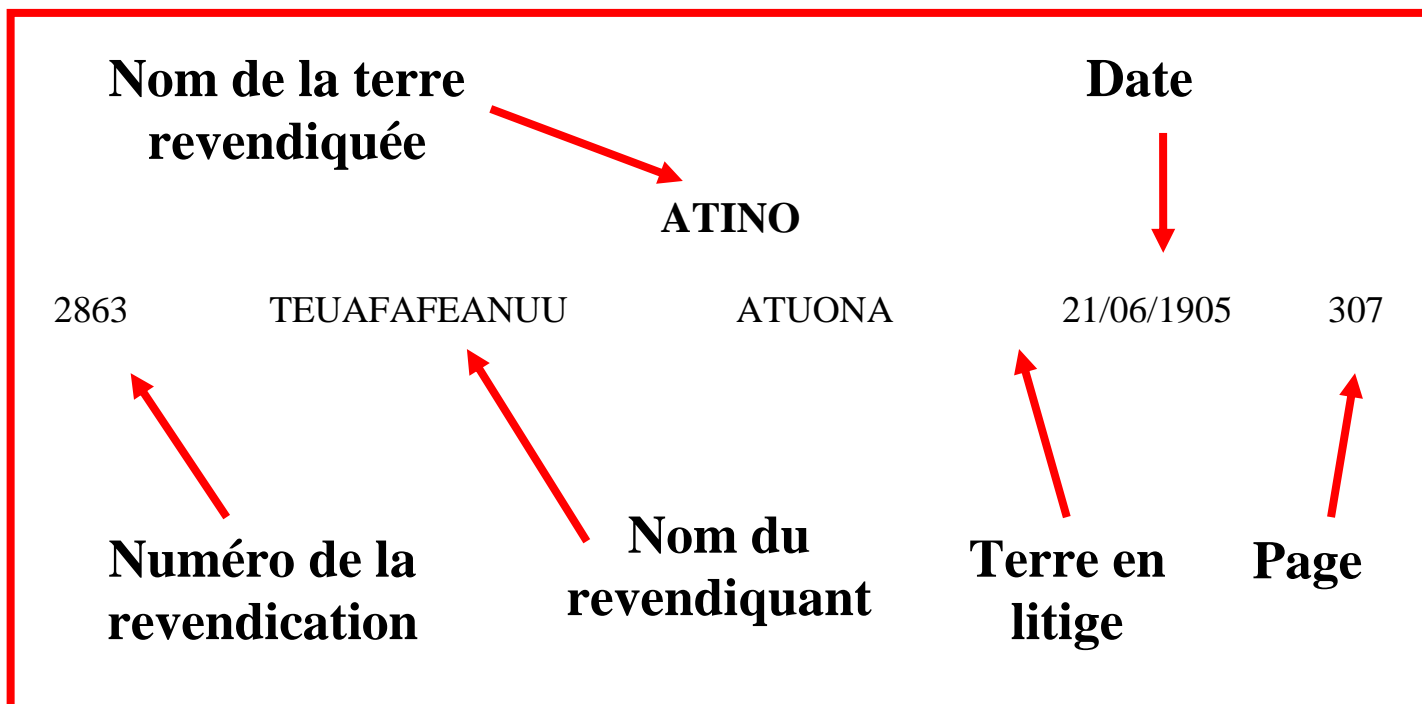 Nom de la terre
revendiquée
Date
ATINO
2863 TEUAFAFEANUU ATUONA 21/06/1905 307
Numéro de la
revendication
Nom du
revendiquant
Terre en
litige
Page